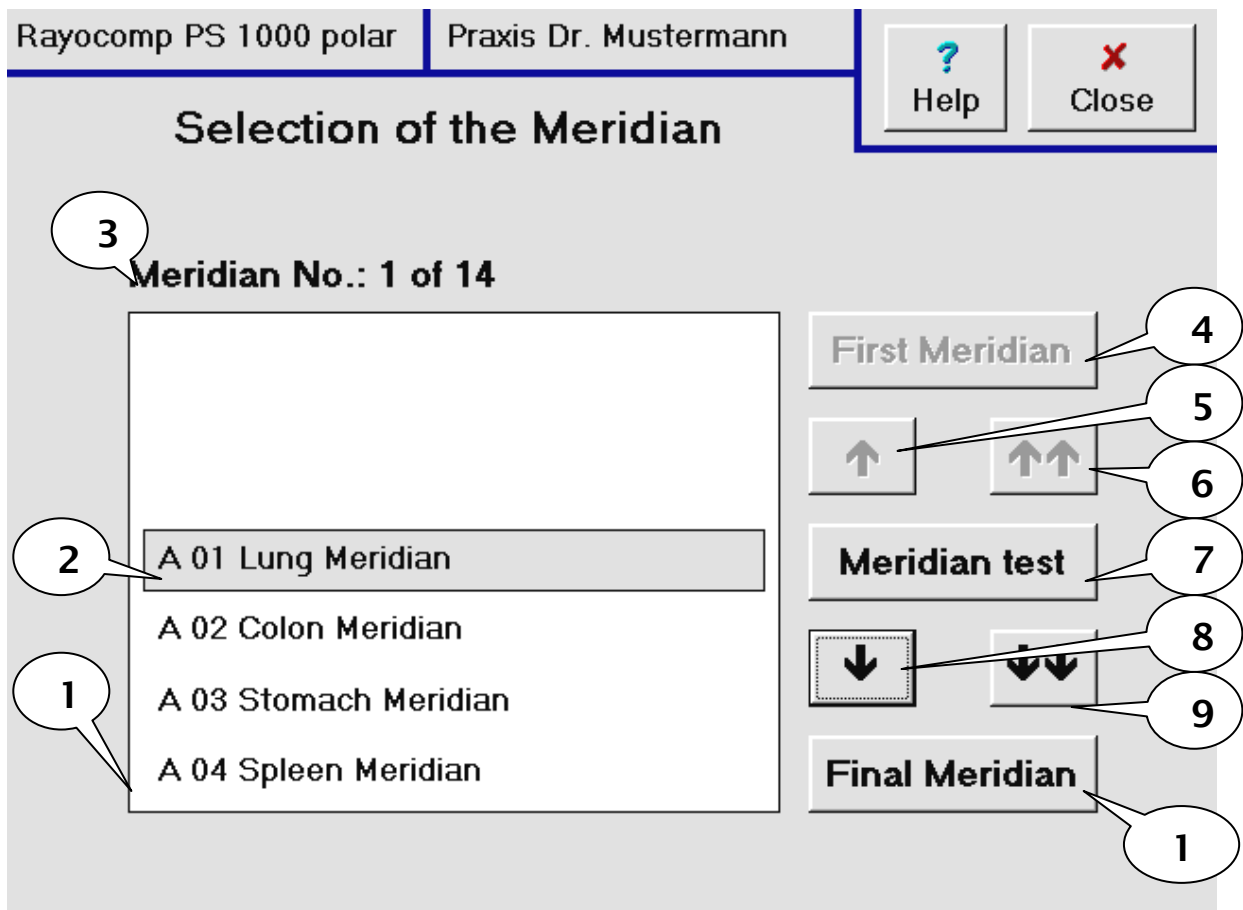 Rayocomp PS 1000 polar
Praxis Dr. Mustermann
?
Help
Close
Selection of the Meridian
3
Meridian No.: 1 of 14
First Meridian
4
5
6
2
A 01 Lung Meridian
Meridian test
7
A 02 Colon Meridian
8
1
A 03 Stomach Meridian
9
A 04 Spleen Meridian
Final Meridian
1